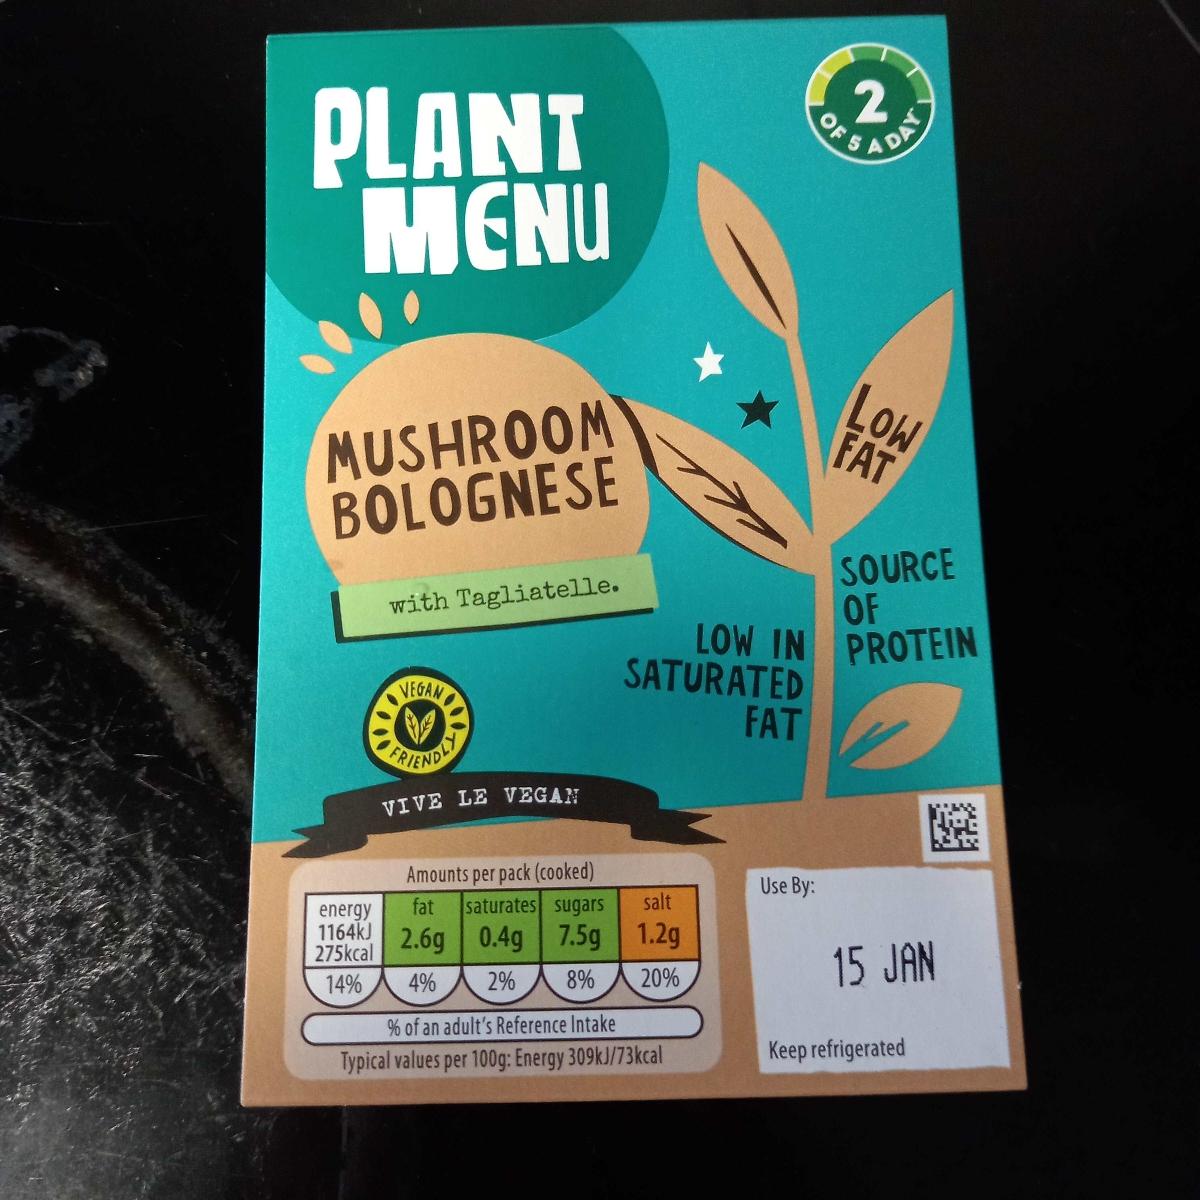 PLANT
MENU
2
OF 5 A DAY
MUSHROOM
BOLOGNESE
with Tagliatelle.
LOW
FAT
SOURCE
OF
PROTEIN
LOW IN
SATURATED
FAT
VEGAN
FRIENDLY
VIVE LE VEGAN
Amounts per pack (cooked)
energy fat saturates sugars salt
1164kJ 2.6g 0.4g 7.5g 1.2g
275kcal
14% 4% 2% 8% 20%
% of an adult's Reference Intake
Typical values per 100g: Energy 309kJ/73kcal
Use By:
15 JAN
Keep refrigerated